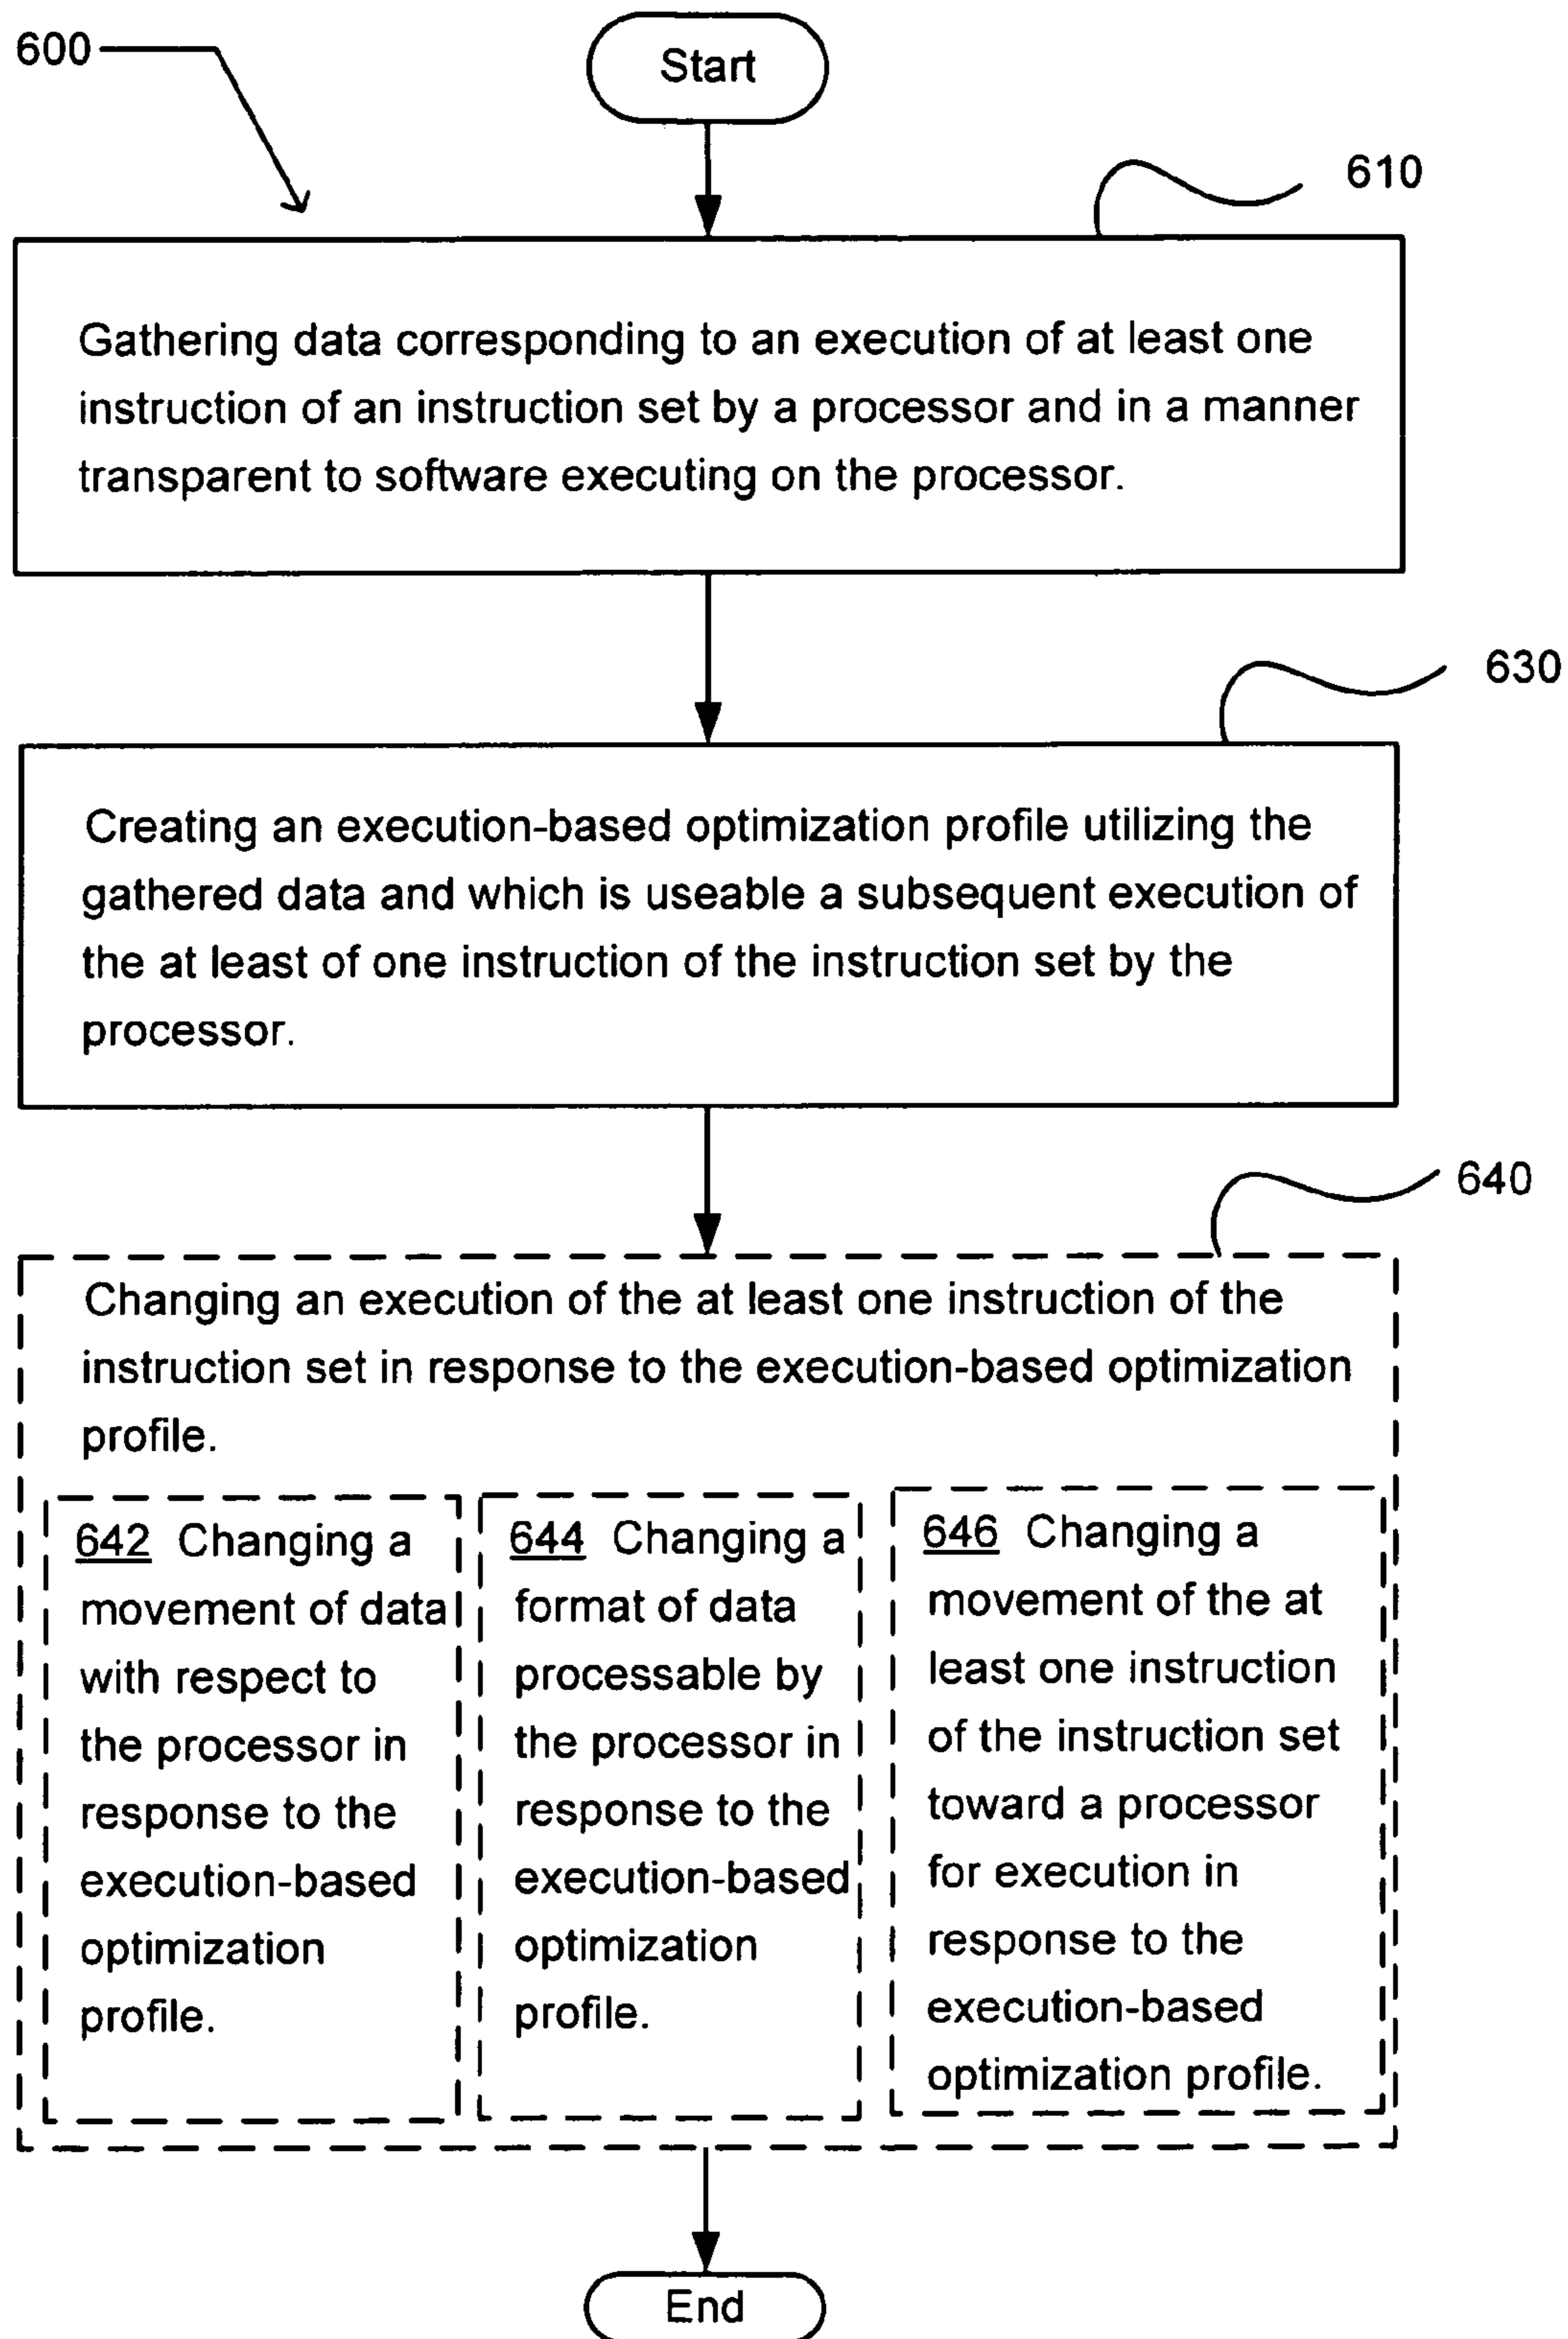 600
Start
610
Gathering data corresponding to an execution of at least one
instruction of an instruction set by a processor and in a manner
transparent to software executing on the processor.
630
Creating an execution-based optimization profile utilizing the
gathered data and which is useable a subsequent execution of
the at least of one instruction of the instruction set by the
processor.
640
Changing an execution of the at least one instruction of the
instruction set in response to the execution-based optimization
profile.
642 Changing a
movement of data
with respect to
the processor in
response to the
execution-based
optimization
profile.
644 Changing a
format of data
processable by
the processor in
response to the
execution-based
optimization
profile.
646 Changing a
movement of the at
least one instruction
of the instruction set
toward a processor
for execution in
response to the
execution-based
optimization profile.
End